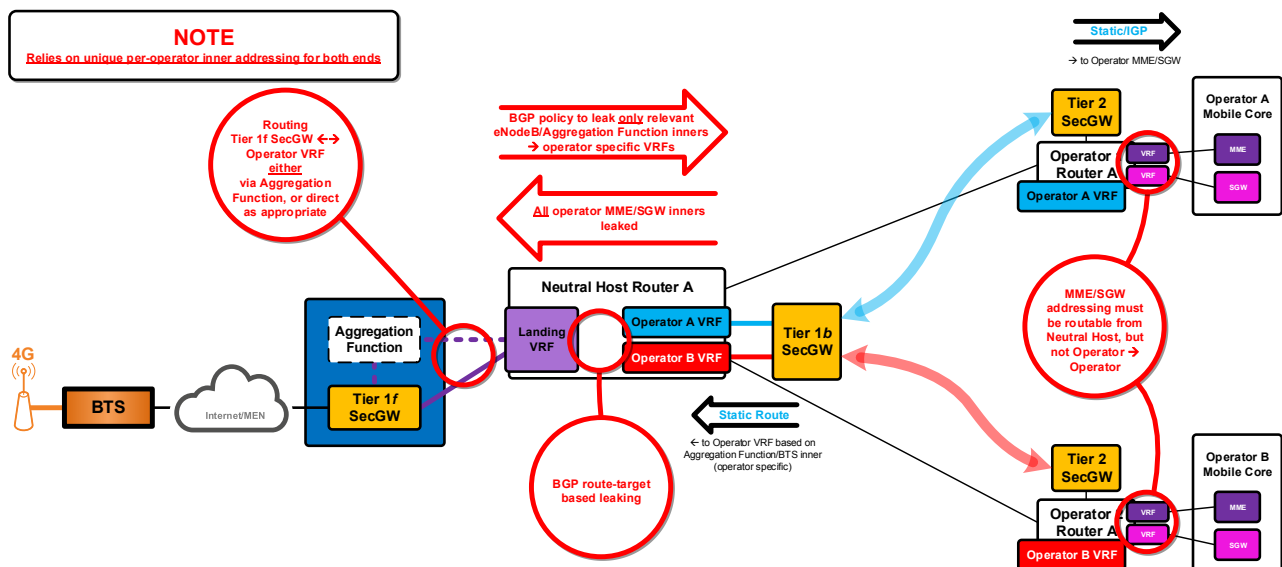 NOTE
Relies on unique per-operator inner addressing for both ends
Routing
Tier 1f SecGW ←→
Operator VRF
either
via Aggregation
Function, or direct
as appropriate
BGP policy to leak only relevant
eNodeB/Aggregation Function inners
→ operator specific VRFs
All operator MME/SGW inners
leaked
Static/IGP
→ to Operator MME/SGW
Tier 2
SecGW
Operator
Router A
Operator A VRF
VRF
VRF
Operator A
Mobile Core
MME
SGW
Neutral Host Router A
Landing
VRF
Operator A VRF
Operator B VRF
Tier 1b
SecGW
MME/SGW
addressing must
be routable from
Neutral Host, but
not Operator →
Operator
Aggregation
Function
Tier 1f
SecGW
4G
BTS
Internet/MEN
Static Route
← to Operator VRF based on
Aggregation Function/BTS inner
(operator specific)
BGP route-target
based leaking
Tier 2
SecGW
Operator
Router A
Operator B VRF
VRF
VRF
Operator B
Mobile Core
MME
SGW